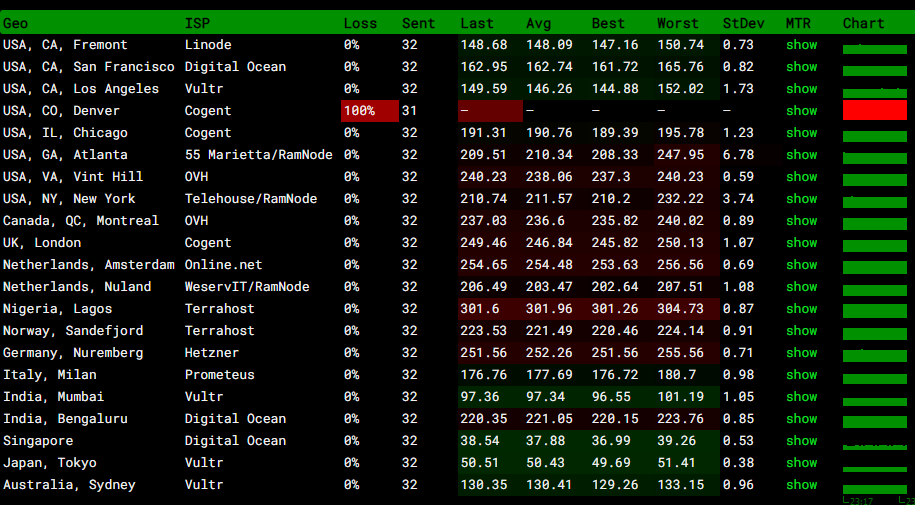 Geo ISP Loss Sent Last Avg Best Worst StDev MTR Chart
USA, CA, Fremont Linode 0% 32 148.68 148.09 147.16 150.74 0.73 show
USA, CA, San Francisco Digital Ocean 0% 32 162.95 162.74 161.72 165.76 0.82 show
USA, CA, Los Angeles Vultr 0% 32 149.59 146.26 144.88 152.02 1.73 show
USA, CO, Denver Cogent 100% 31 — — — — — show
USA, IL, Chicago Cogent 0% 32 191.31 190.76 189.39 195.78 1.23 show
USA, GA, Atlanta 55 Marietta/RamNode 0% 32 209.51 210.34 208.33 247.95 6.78 show
USA, VA, Vint Hill OVH 0% 32 240.23 238.06 237.3 240.23 0.59 show
USA, NY, New York Telehouse/RamNode 0% 32 210.74 211.57 210.2 232.22 3.74 show
Canada, QC, Montreal OVH 0% 32 237.03 236.6 235.82 240.02 0.89 show
UK, London Cogent 0% 32 249.46 246.84 245.82 250.13 1.07 show
Netherlands, Amsterdam Online.net 0% 32 254.65 254.48 253.63 256.56 0.69 show
Netherlands, Nuland WeservIT/RamNode 0% 32 206.49 203.47 202.64 207.51 1.08 show
Nigeria, Lagos Terrahost 0% 32 301.6 301.96 301.26 304.73 0.87 show
Norway, Sandefjord Terrahost 0% 32 223.53 221.49 220.46 224.14 0.91 show
Germany, Nuremberg Hetzner 0% 32 251.56 252.26 251.56 255.56 0.71 show
Italy, Milan Prometeus 0% 32 176.76 177.69 176.72 180.7 0.98 show
India, Mumbai Vultr 0% 32 97.36 97.34 96.55 101.19 1.05 show
India, Bengaluru Digital Ocean 0% 32 220.35 221.05 220.15 223.76 0.85 show
Singapore Digital Ocean 0% 32 38.54 37.88 36.99 39.26 0.53 show
Japan, Tokyo Vultr 0% 32 50.51 50.43 49.69 51.41 0.38 show
Australia, Sydney Vultr 0% 32 130.35 130.41 129.26 133.15 0.96 show
23:17